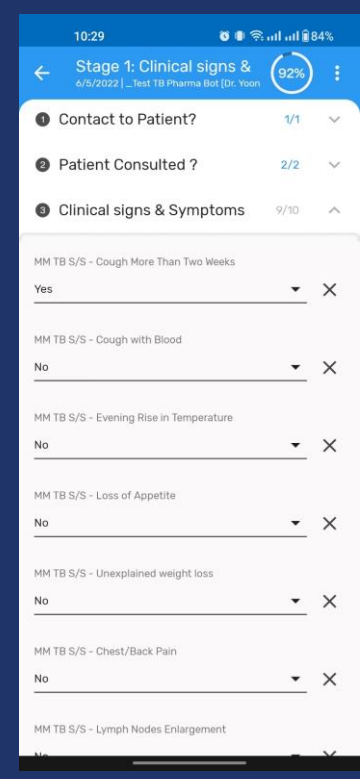 10:29
84%
Stage 1: Clinical signs &
92%
6/5/2022 | _Test TB Pharma Bot [Dr. Yoon
1 Contact to Patient? 1/1
2 Patient Consulted ? 2/2
3 Clinical signs & Symptoms 9/10
MM TB S/S - Cough More Than Two Weeks
Yes
MM TB S/S - Cough with Blood
No
MM TB S/S - Evening Rise in Temperature
No
MM TB S/S - Loss of Appetite
No
MM TB S/S - Unexplained weight loss
No
MM TB S/S - Chest/Back Pain
No
MM TB S/S - Lymph Nodes Enlargement
No